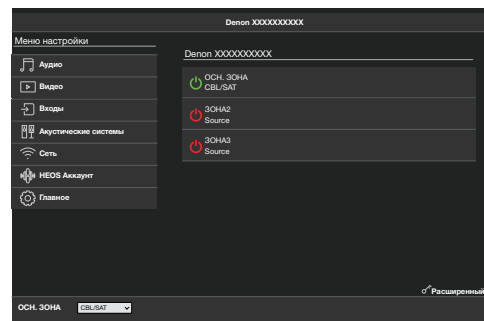 Denon XXXXXXXXXX
Меню настройки
Аудио
Видео
Входы
Акустические системы
Сеть
HEOS Аккаунт
Главное
Denon XXXXXXXXXX
ОСН. ЗОНА
CBL/SAT
ЗОНА2
Source
ЗОНА3
Source
Расширенный
ОСН. ЗОНА CBL/SAT